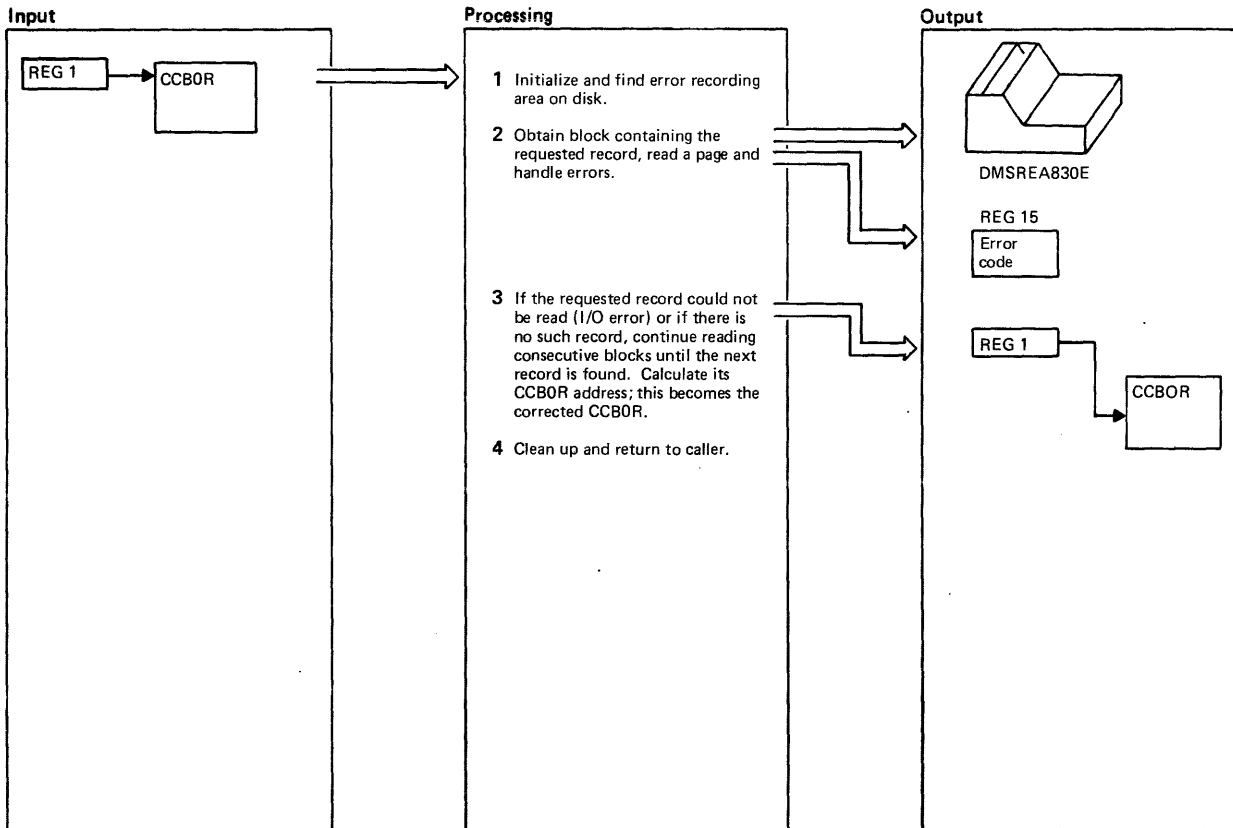 Input
REG 1
CCB0R
Processing
1 Initialize and find error recording
area on disk.
2 Obtain block containing the
requested record, read a page and
handle errors.
3 If the requested record could not
be read (I/O error) or if there is
no such record, continue reading
consecutive blocks until the next
record is found. Calculate its
CCB0R address; this becomes the
corrected CCB0R.
4 Clean up and return to caller.
Output
DMSREA830E
REG 15
Error
code
REG 1
CCBOR